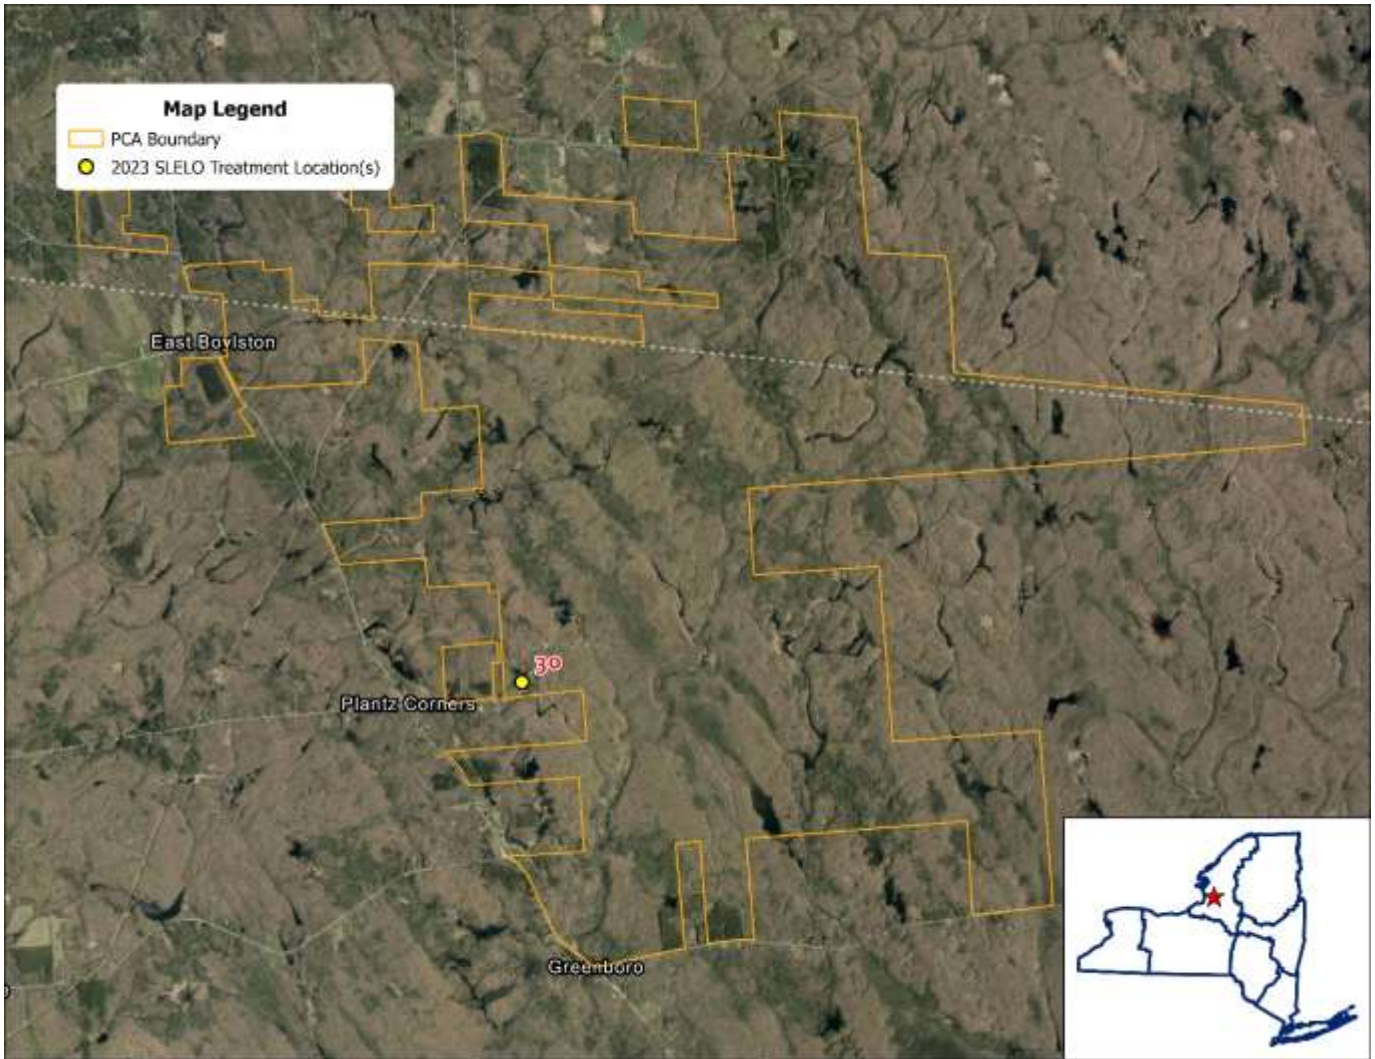 Map Legend
PCA Boundary
2023 SLELO Treatment Location(s)
East Boylston
30
Plantz Corners
Greenboro